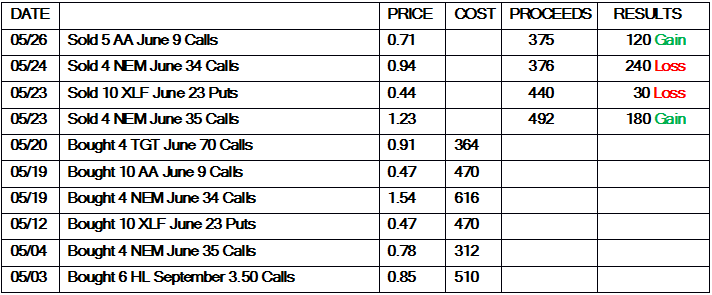 DATE PRICE COST PROCEEDS RESULTS
05/26 Sold 5 AA June 9 Calls 0.71 375 120 Gain
05/24 Sold 4 NEM June 34 Calls 0.94 376 240 Loss
05/23 Sold 10 XLF June 23 Puts 0.44 440 30 Loss
05/23 Sold 4 NEM June 35 Calls 1.23 492 180 Gain
05/20 Bought 4 TGT June 70 Calls 0.91 364
05/19 Bought 10 AA June 9 Calls 0.47 470
05/19 Bought 4 NEM June 34 Calls 1.54 616
05/12 Bought 10 XLF June 23 Puts 0.47 470
05/04 Bought 4 NEM June 35 Calls 0.78 312
05/03 Bought 6 HL September 3.50 Calls 0.85 510